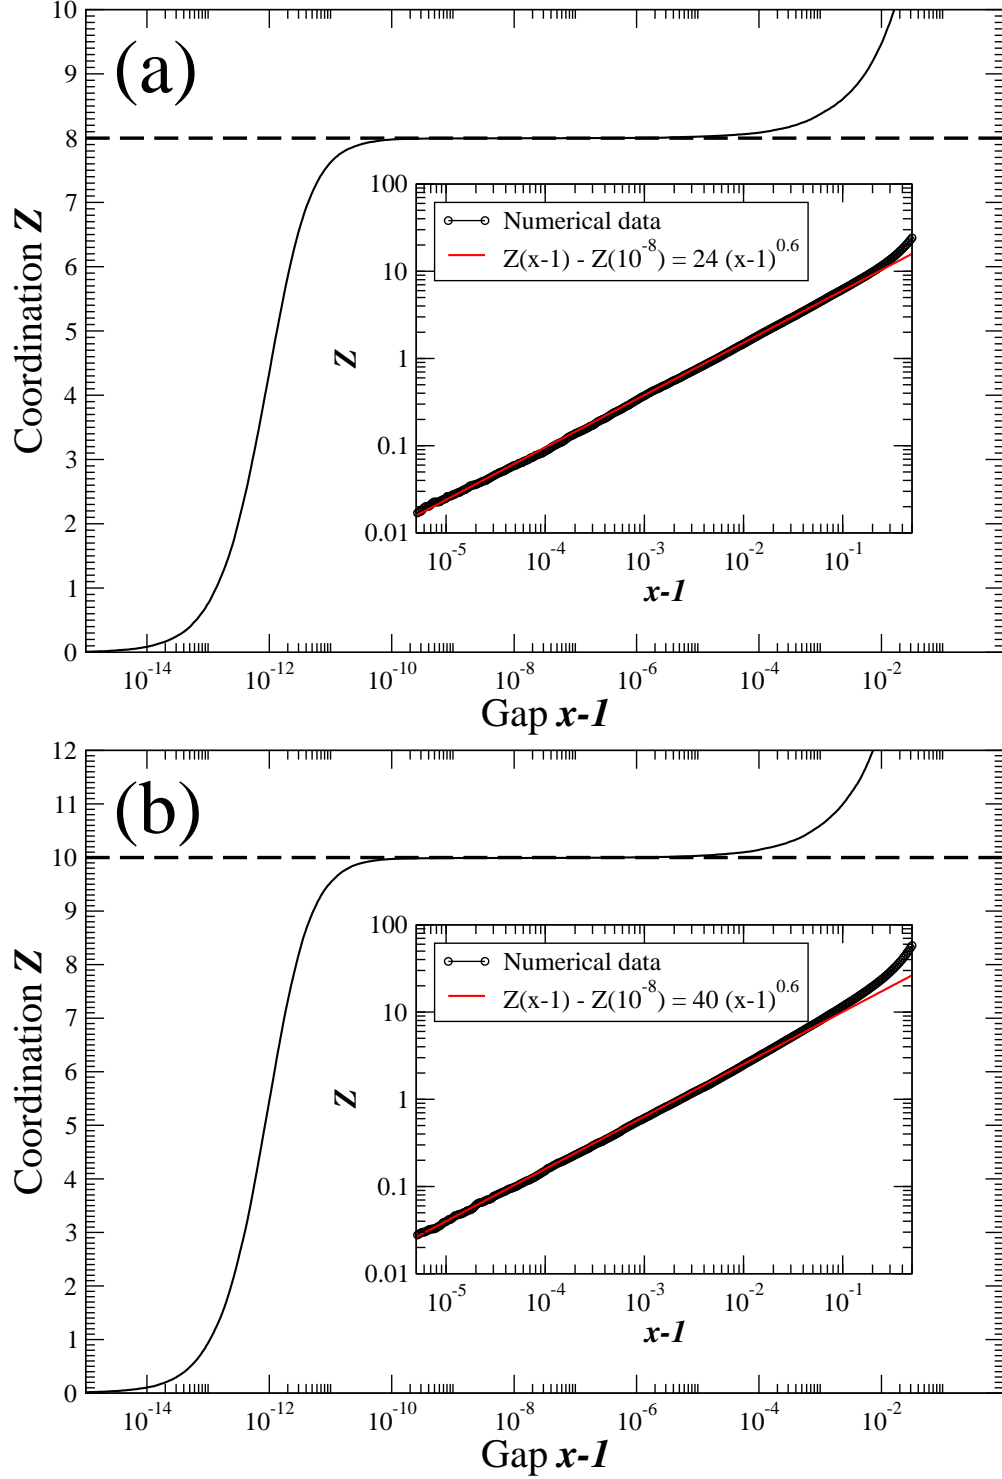 (a)
Coordination Z
10
9
8
7
6
5
4
3
2
1
0
10^-14 10^-12 10^-10 10^-8 10^-6 10^-4 10^-2
Gap x-1
Numerical data
Z(x-1) - Z(10^-8) = 24 (x-1)^0.6
Z
100
10
1
0.1
0.01
10^-5 10^-4 10^-3 10^-2 10^-1
x-1
(b)
Coordination Z
12
11
10
9
8
7
6
5
4
3
2
1
0
10^-14 10^-12 10^-10 10^-8 10^-6 10^-4 10^-2
Gap x-1
Numerical data
Z(x-1) - Z(10^-8) = 40 (x-1)^0.6
Z
100
10
1
0.1
0.01
10^-5 10^-4 10^-3 10^-2 10^-1
x-1